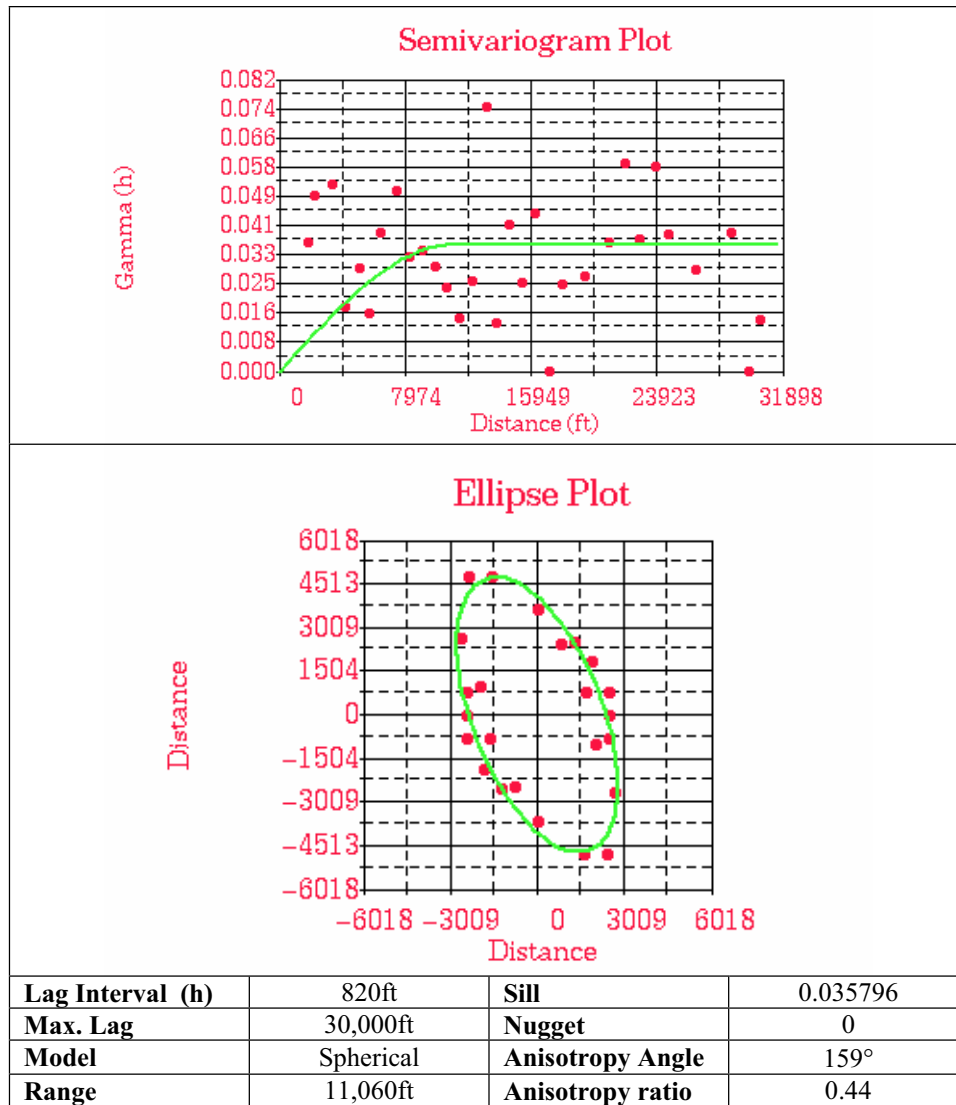 Semivariogram Plot
Gamma (h)
0.082
0.074
0.066
0.058
0.049
0.041
0.033
0.025
0.016
0.008
0.000
0 7974 15949 23923 31898
Distance (ft)
Ellipse Plot
Distance
6018
4513
3009
1504
0
-1504
-3009
-4513
-6018
-6018 -3009 0 3009 6018
Distance
Lag Interval (h) 820ft Sill 0.035796
Max. Lag 30,000ft Nugget 0
Model Spherical Anisotropy Angle 159°
Range 11,060ft Anisotropy ratio 0.44